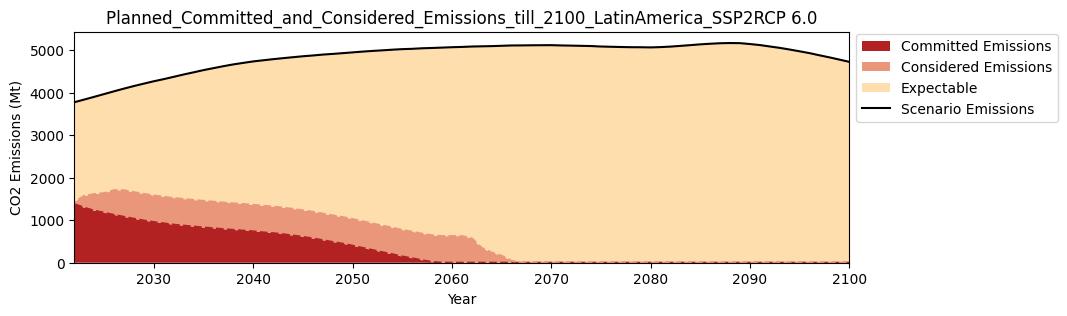 Planned_Committed_and_Considered_Emissions_till_2100_LatinAmerica_SSP2RCP 6.0
CO2 Emissions (Mt)
5000
4000
3000
2000
1000
0
2030 2040 2050 2060 2070 2080 2090 2100
Year
Committed Emissions
Considered Emissions
Expectable
Scenario Emissions